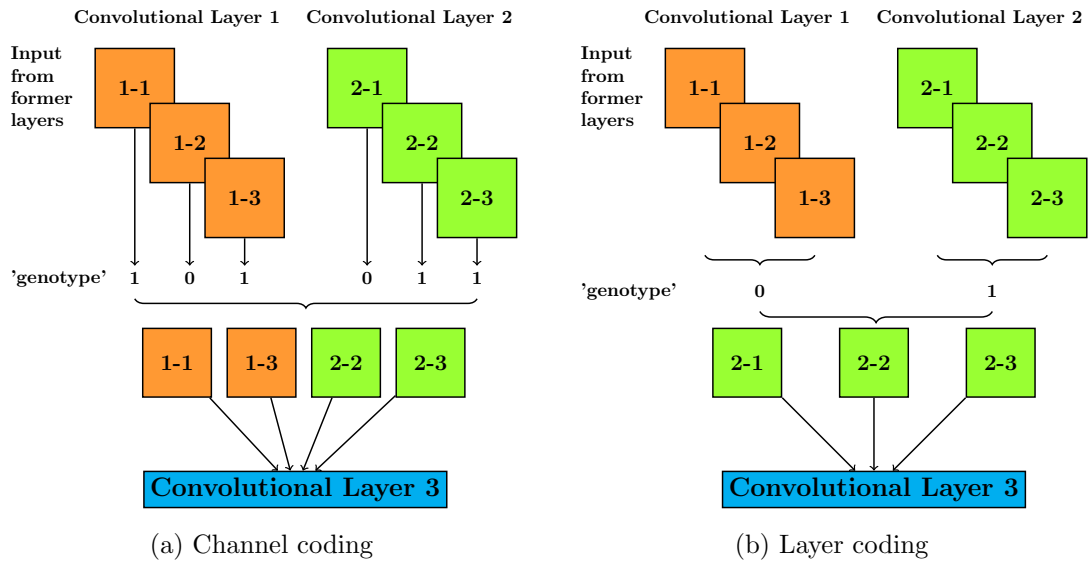 Convolutional Layer 1 Convolutional Layer 2
Input
from
former
layers
1-1
1-2
1-3
2-1
2-2
2-3
'genotype' 1 0 1 0 1 1
1-1 1-3 2-2 2-3
Convolutional Layer 3
(a) Channel coding
Convolutional Layer 1 Convolutional Layer 2
Input
from
former
layers
1-1
1-2
1-3
2-1
2-2
2-3
'genotype' 0 1
2-1 2-2 2-3
Convolutional Layer 3
(b) Layer coding